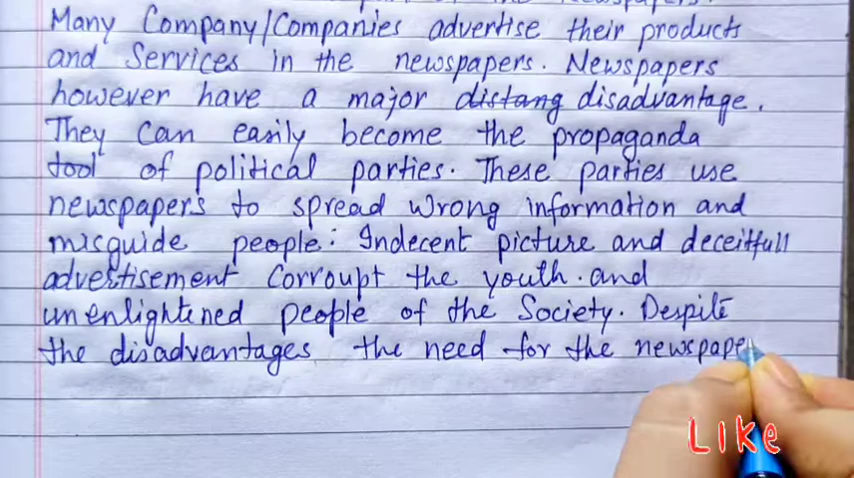 Many Company/Companies advertise their products
and Services in the newspapers. Newspapers
however have a major distang disadvantage.
They can easily become the propaganda
tool of political parties. These parties use
newspapers to spread wrong information and
misguide people: Indecent picture and deceitfull
advertisement corroupt the youth. and
unenlightened people of the Society. Despite
the disadvantages the need for the newspape
Like